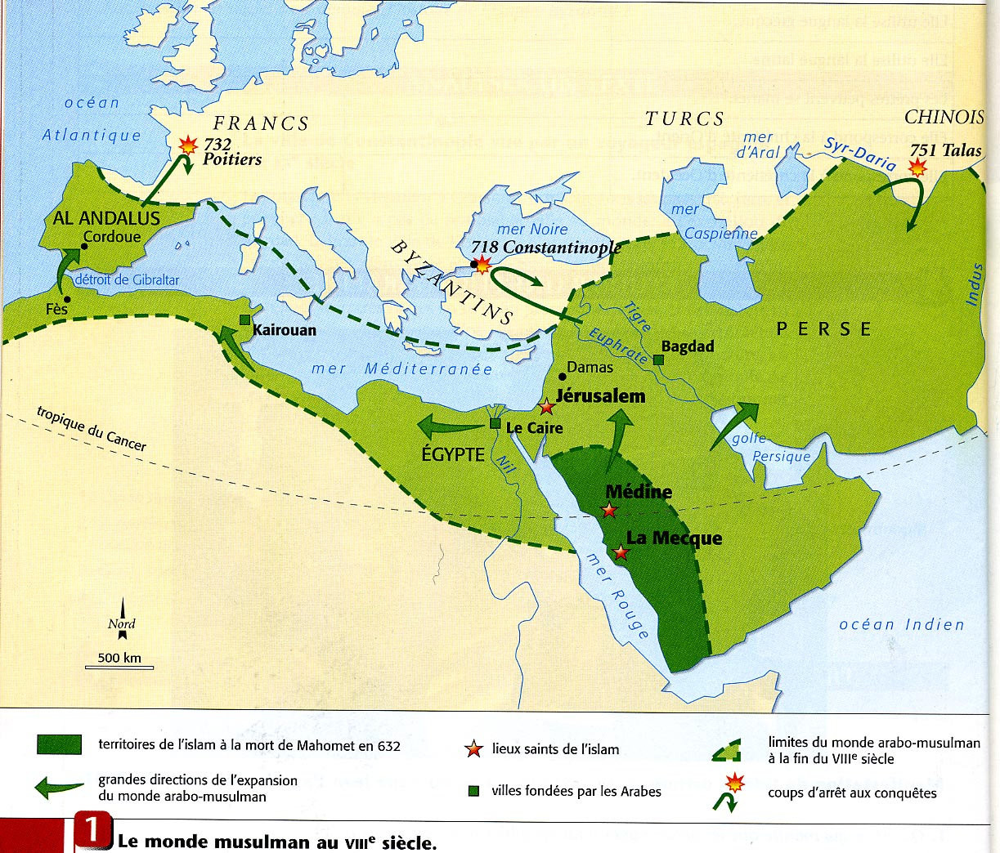 océan
Atlantique
FRANCS
732
Poitiers
TURCS
CHINOIS
mer
d'Aral
Syr-Daria
751 Talas
AL ANDALUS
Cordoue
détroit de Gibraltar
Fès
Kairouan
BYZANTINS
mer Noire
718 Constantinople
mer
Caspienne
Indus
PERSE
Tigre
Euphrate
Bagdad
mer Méditerranée
Damas
Jérusalem
Le Caire
ÉGYPTE
Nil
tropique du Cancer
golfe
Persique
Médine
La Mecque
mer Rouge
océan Indien
Nord
500 km
territoires de l'islam à la mort de Mahomet en 632
grandes directions de l'expansion
du monde arabo-musulman
lieux saints de l'islam
villes fondées par les Arabes
limites du monde arabo-musulman
à la fin du VIIIe siècle
coups d'arrêt aux conquêtes
1 Le monde musulman au VIIIe siècle.